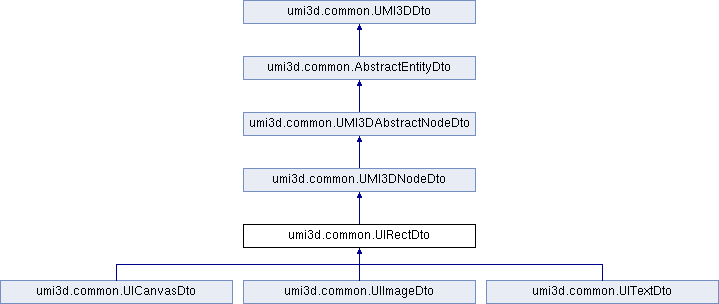 umi3d.common.UMI3DDto
umi3d.common.AbstractEntityDto
umi3d.common.UMI3DAbstractNodeDto
umi3d.common.UMI3DNodeDto
umi3d.common.UIRectDto
umi3d.common.UICanvasDto
umi3d.common.UIImageDto
umi3d.common.UITextDto